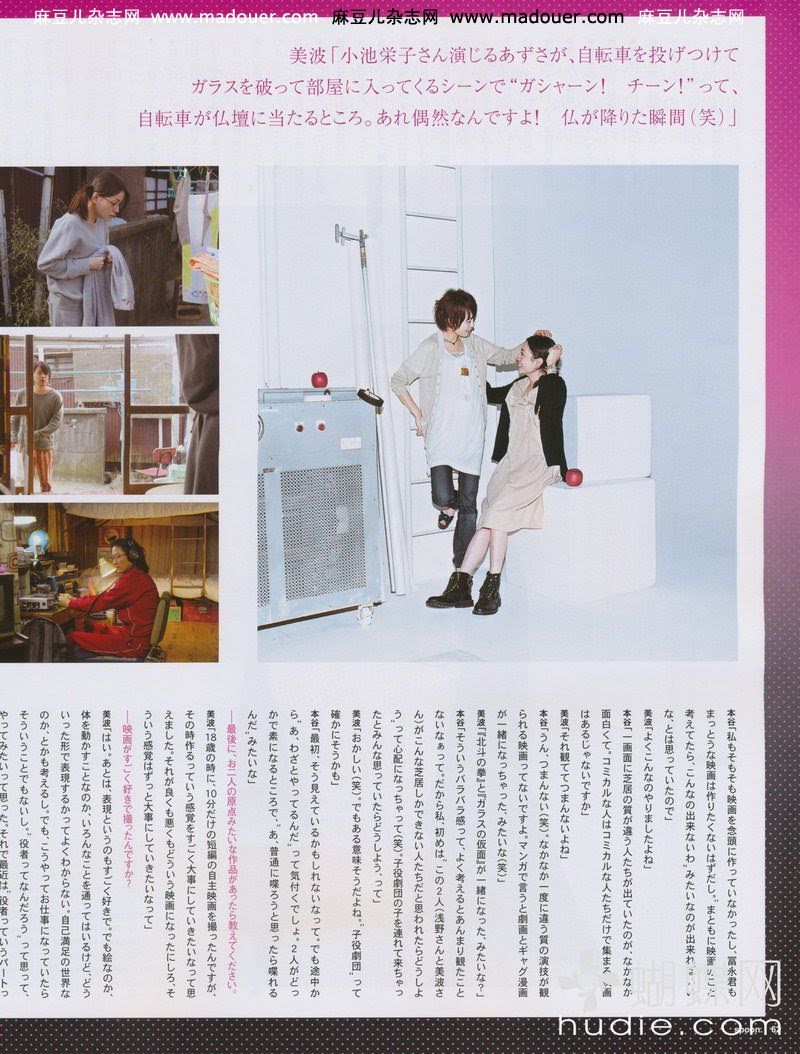 麻豆儿杂志网 www.madouer.com 麻豆儿杂志网 www.madouer.com 麻豆儿杂志网
美波「小池栄子さん演じるあずさが、自転車を投げつけて
ガラスを破って部屋に入ってくるシーンで“ガシャーン！　チーン！”って、
自転車が仏壇に当たるところ。あれ偶然なんですよ！　仏が降りた瞬間（笑）」
本谷「私もそもそも映画を念頭に作っていなかったし、冨永君も
まっとうな映画は作りたくないはずだし。“まともに映画のこと
考えてたら、こんなの出来ないわ。みたいなのが出来れ
な、とは思っていたので」
美波「よくこんなのやりましたよね」
本谷「一画面に芝居の質が違う人たちが出ていたのが、なかなか
面白くて。コミカルな人はコミカルな人たちだけで集まる
はあるじゃないですか」
美波「それ観ててつまんないよね」
本谷「うん、つまんない（笑）。なかなか一度に違う質の演技が観
られる映画ってないですよ。マンガで言うと劇画とギャグ漫画
が一緒になっちゃった、みたいな（笑）」
美波「『北斗の拳』と『ガラスの仮面』が一緒になった、みたいな？」
本谷「そういうバラバラ感って、よく考えるとあんまり観たこと
ないなぁって。だから私、初めは。この2人（浅野さんと美波さ
ん）がこんな芝居しかできない人たちだと思われたらどうしよ
う”って心配になっちゃって（笑）。“子役劇団の子を連れて来ちゃっ
たとみんな思っていたらどうしよう、って」
美波「おかしい（笑）。でもある意味そうだよね。“子役劇団”って
確かにそうかも」
本谷「最初、そう見えているかもしれないなって。でも途中か
ら、“あ、わざとやってるんだ”って気付くでしょ。2人がどっ
かで素になるところで、“あ、普通に喋ろうと思ったら喋れる
んだ”みたいな」
―最後に、お二人の原点みたいな作品があったら教えてください。
美波「18歳の時に、10分だけの短編の自主映画を撮ったんですが、
その時作るっていう感覚をすごく大事にしていきたいなって思
えました。それが良くも悪くもどういう映画になったにしろ、そ
ういう感覚はずっと大事にしていきたいなって」
―映画がすごく好きで撮ったんですか？
美波「はい。あとは、表現というのもすごく好きで。でも絵なのか、
体を動かすことなのか、いろんなことを通ってはいるけど、どう
いった形で表現するかってよくわからない。自己満足の世界な
のか、とかも考えるし。でも、こうやってお仕事になっていたら
そういうことでもないし。“役者ってなんだろう”って思って、
やってみたいって思った。それで最近は、“役者っていうパートっ
蝴蝶网
hudie.com
spoon. 62